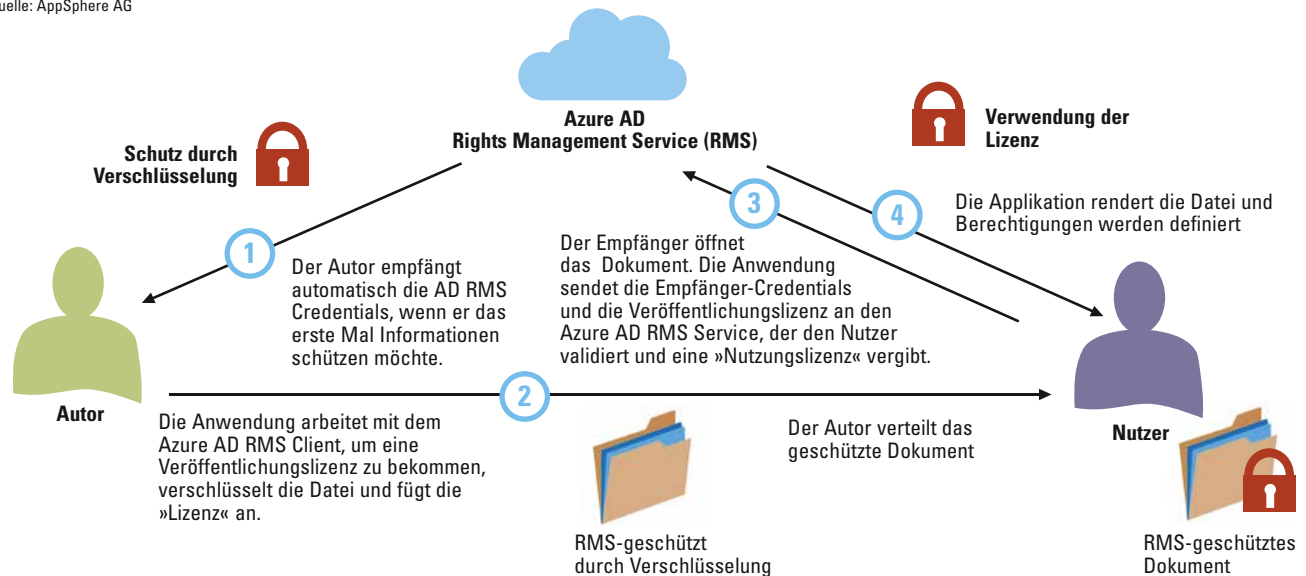 uelle: AppSphere AG
Azure AD
Rights Management Service (RMS)
Schutz durch
Verschlüsselung
Verwendung der
Lizenz
1
Der Autor empfängt
automatisch die AD RMS
Credentials, wenn er das
erste Mal Informationen
schützen möchte.
3
Der Empfänger öffnet
das Dokument. Die Anwendung
sendet die Empfänger-Credentials
und die Veröffentlichungslizenz an den
Azure AD RMS Service, der den Nutzer
validiert und eine »Nutzungslizenz« vergibt.
4
Die Applikation rendert die Datei und
Berechtigungen werden definiert
Autor
2
Die Anwendung arbeitet mit dem
Azure AD RMS Client, um eine
Veröffentlichungslizenz zu bekommen,
verschlüsselt die Datei und fügt die
»Lizenz« an.
RMS-geschützt
durch Verschlüsselung
Der Autor verteilt das
geschützte Dokument
Nutzer
RMS-geschütztes
Dokument